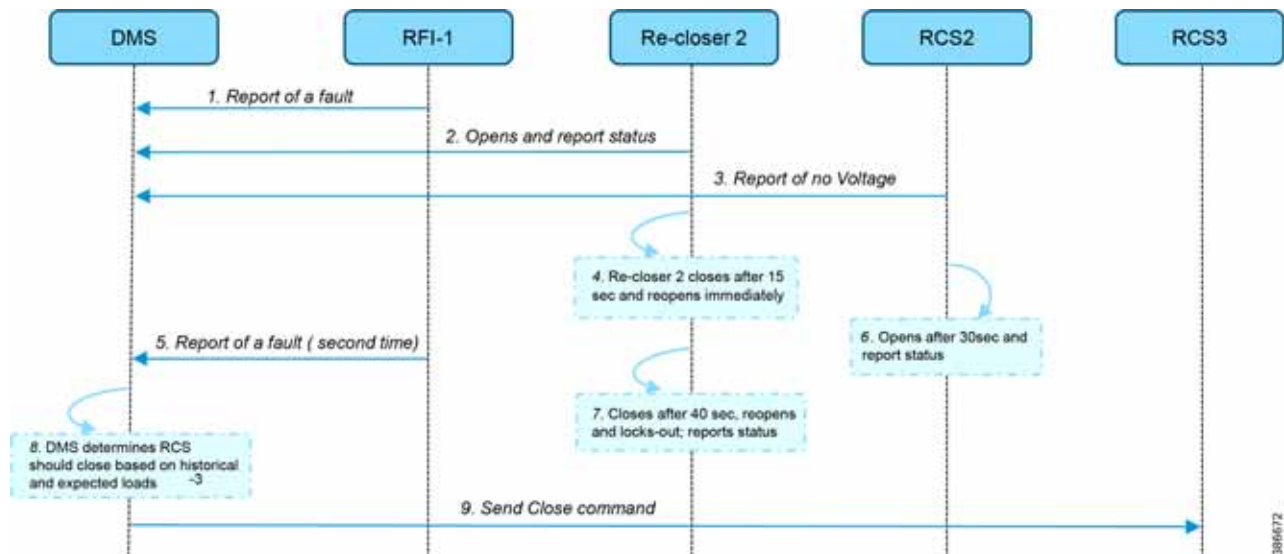 DMS
RFI-1
Re-closer 2
RCS2
RCS3
1. Report of a fault
2. Opens and report status
3. Report of no Voltage
4. Re-closer 2 closes after 15
sec and reopens immediately
5. Report of a fault ( second time)
6. Opens after 30sec and
report status
7. Closes after 40 sec, reopens
and locks-out; reports status
8. DMS determines RCS
should close based on historical
and expected loads -3
9. Send Close command